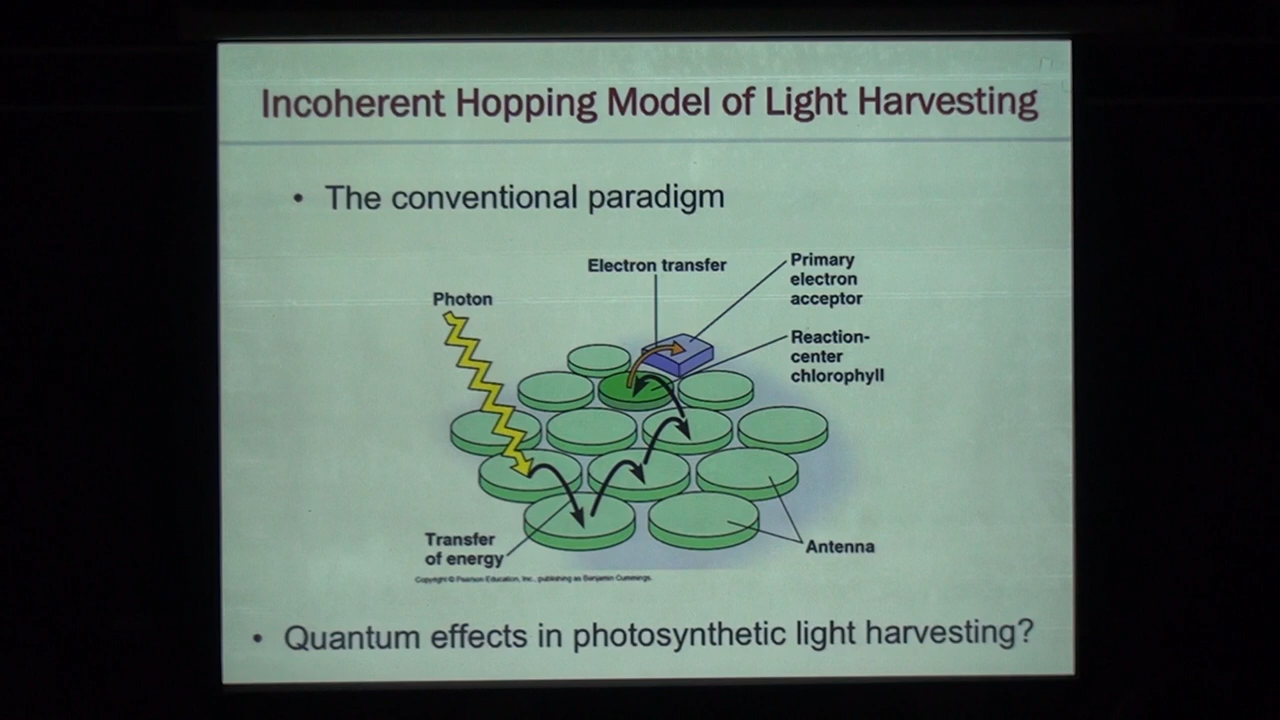 Incoherent Hopping Model of Light Harvesting
• The conventional paradigm
Electron transfer
Primary
electron
acceptor
Photon
Reaction-
center
chlorophyll
Transfer
of energy
Antenna
Copyright © Pearson Education, Inc., publishing as Benjamin Cummings.
• Quantum effects in photosynthetic light harvesting?